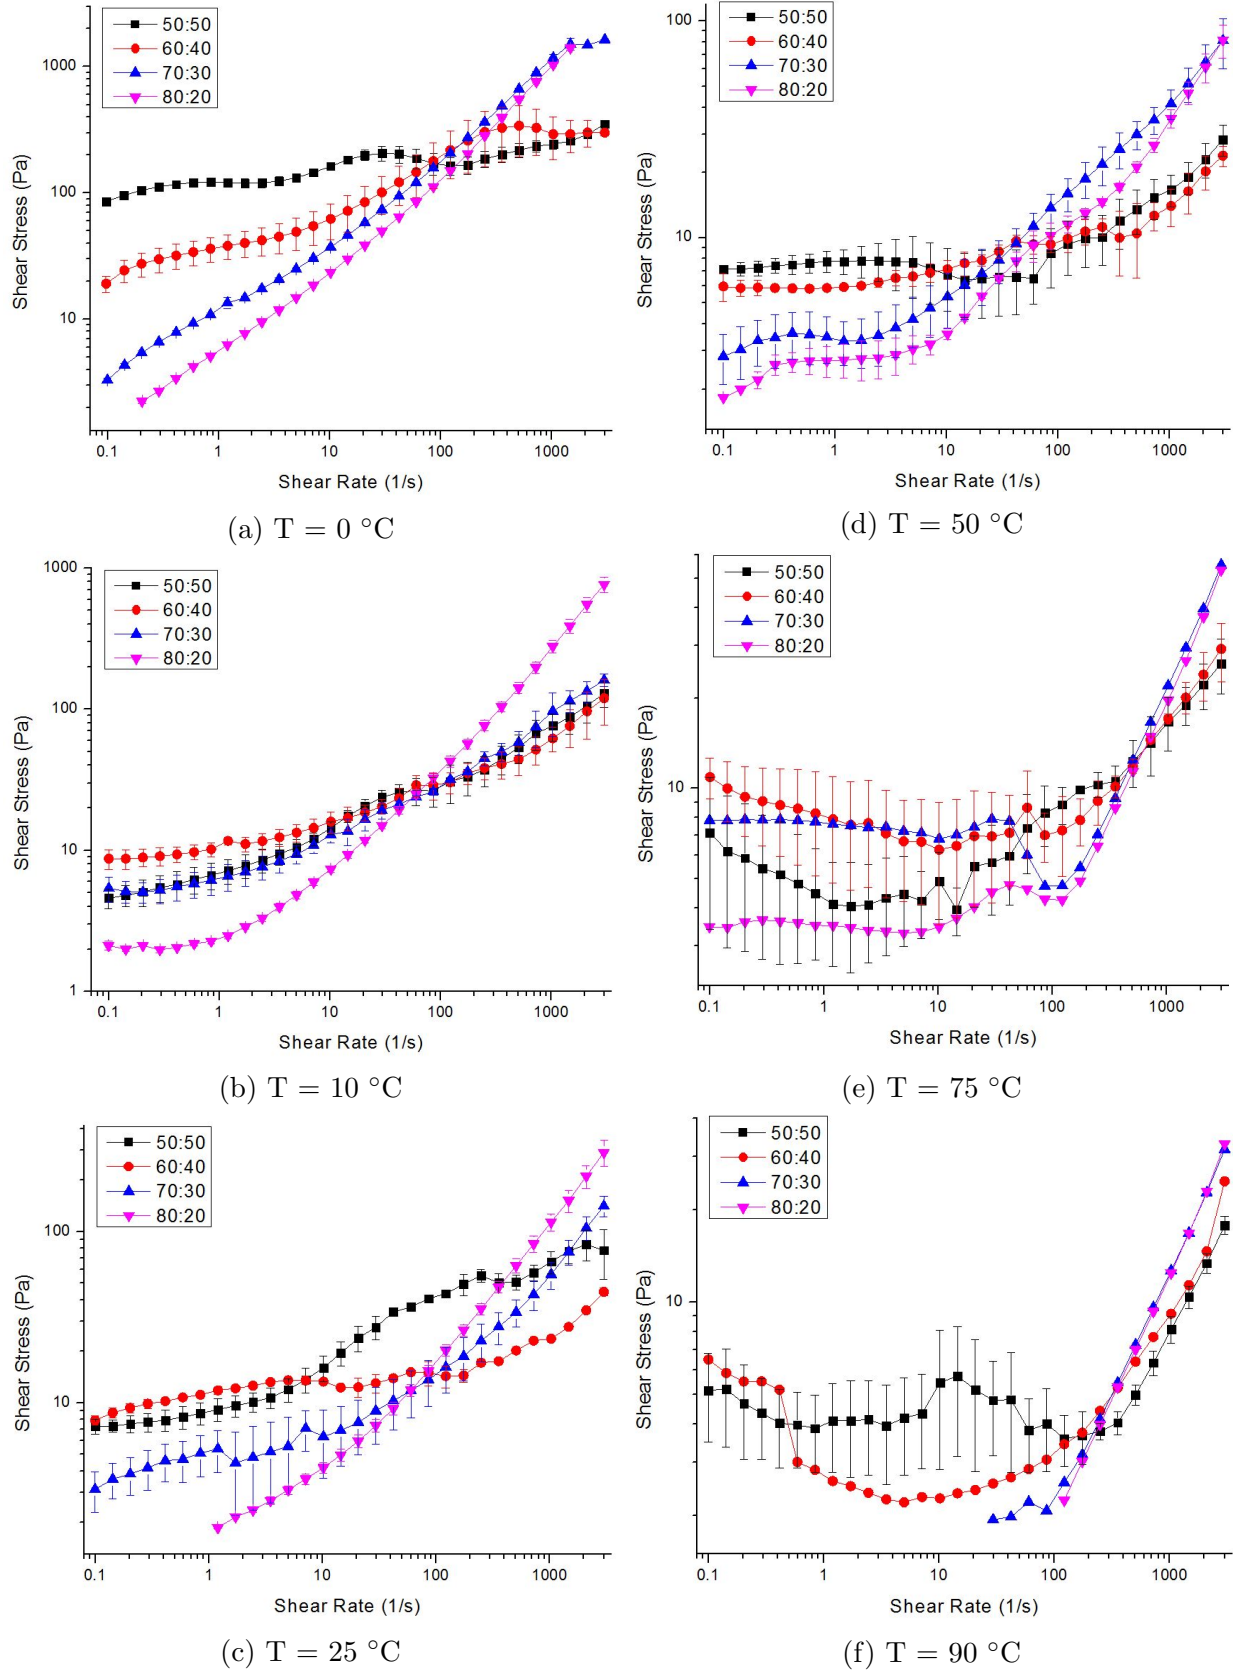 50:50
60:40
70:30
80:20
1000
100
10
Shear Stress (Pa)
0.1 1 10 100 1000
Shear Rate (1/s)
(a) T = 0 °C
50:50
60:40
70:30
80:20
100
10
Shear Stress (Pa)
0.1 1 10 100 1000
Shear Rate (1/s)
(d) T = 50 °C
50:50
60:40
70:30
80:20
1000
100
10
1
Shear Stress (Pa)
0.1 1 10 100 1000
Shear Rate (1/s)
(b) T = 10 °C
50:50
60:40
70:30
80:20
10
Shear Stress (Pa)
0.1 1 10 100 1000
Shear Rate (1/s)
(e) T = 75 °C
50:50
60:40
70:30
80:20
100
10
Shear Stress (Pa)
0.1 1 10 100 1000
Shear Rate (1/s)
(c) T = 25 °C
50:50
60:40
70:30
80:20
10
Shear Stress (Pa)
0.1 1 10 100 1000
Shear Rate (1/s)
(f) T = 90 °C